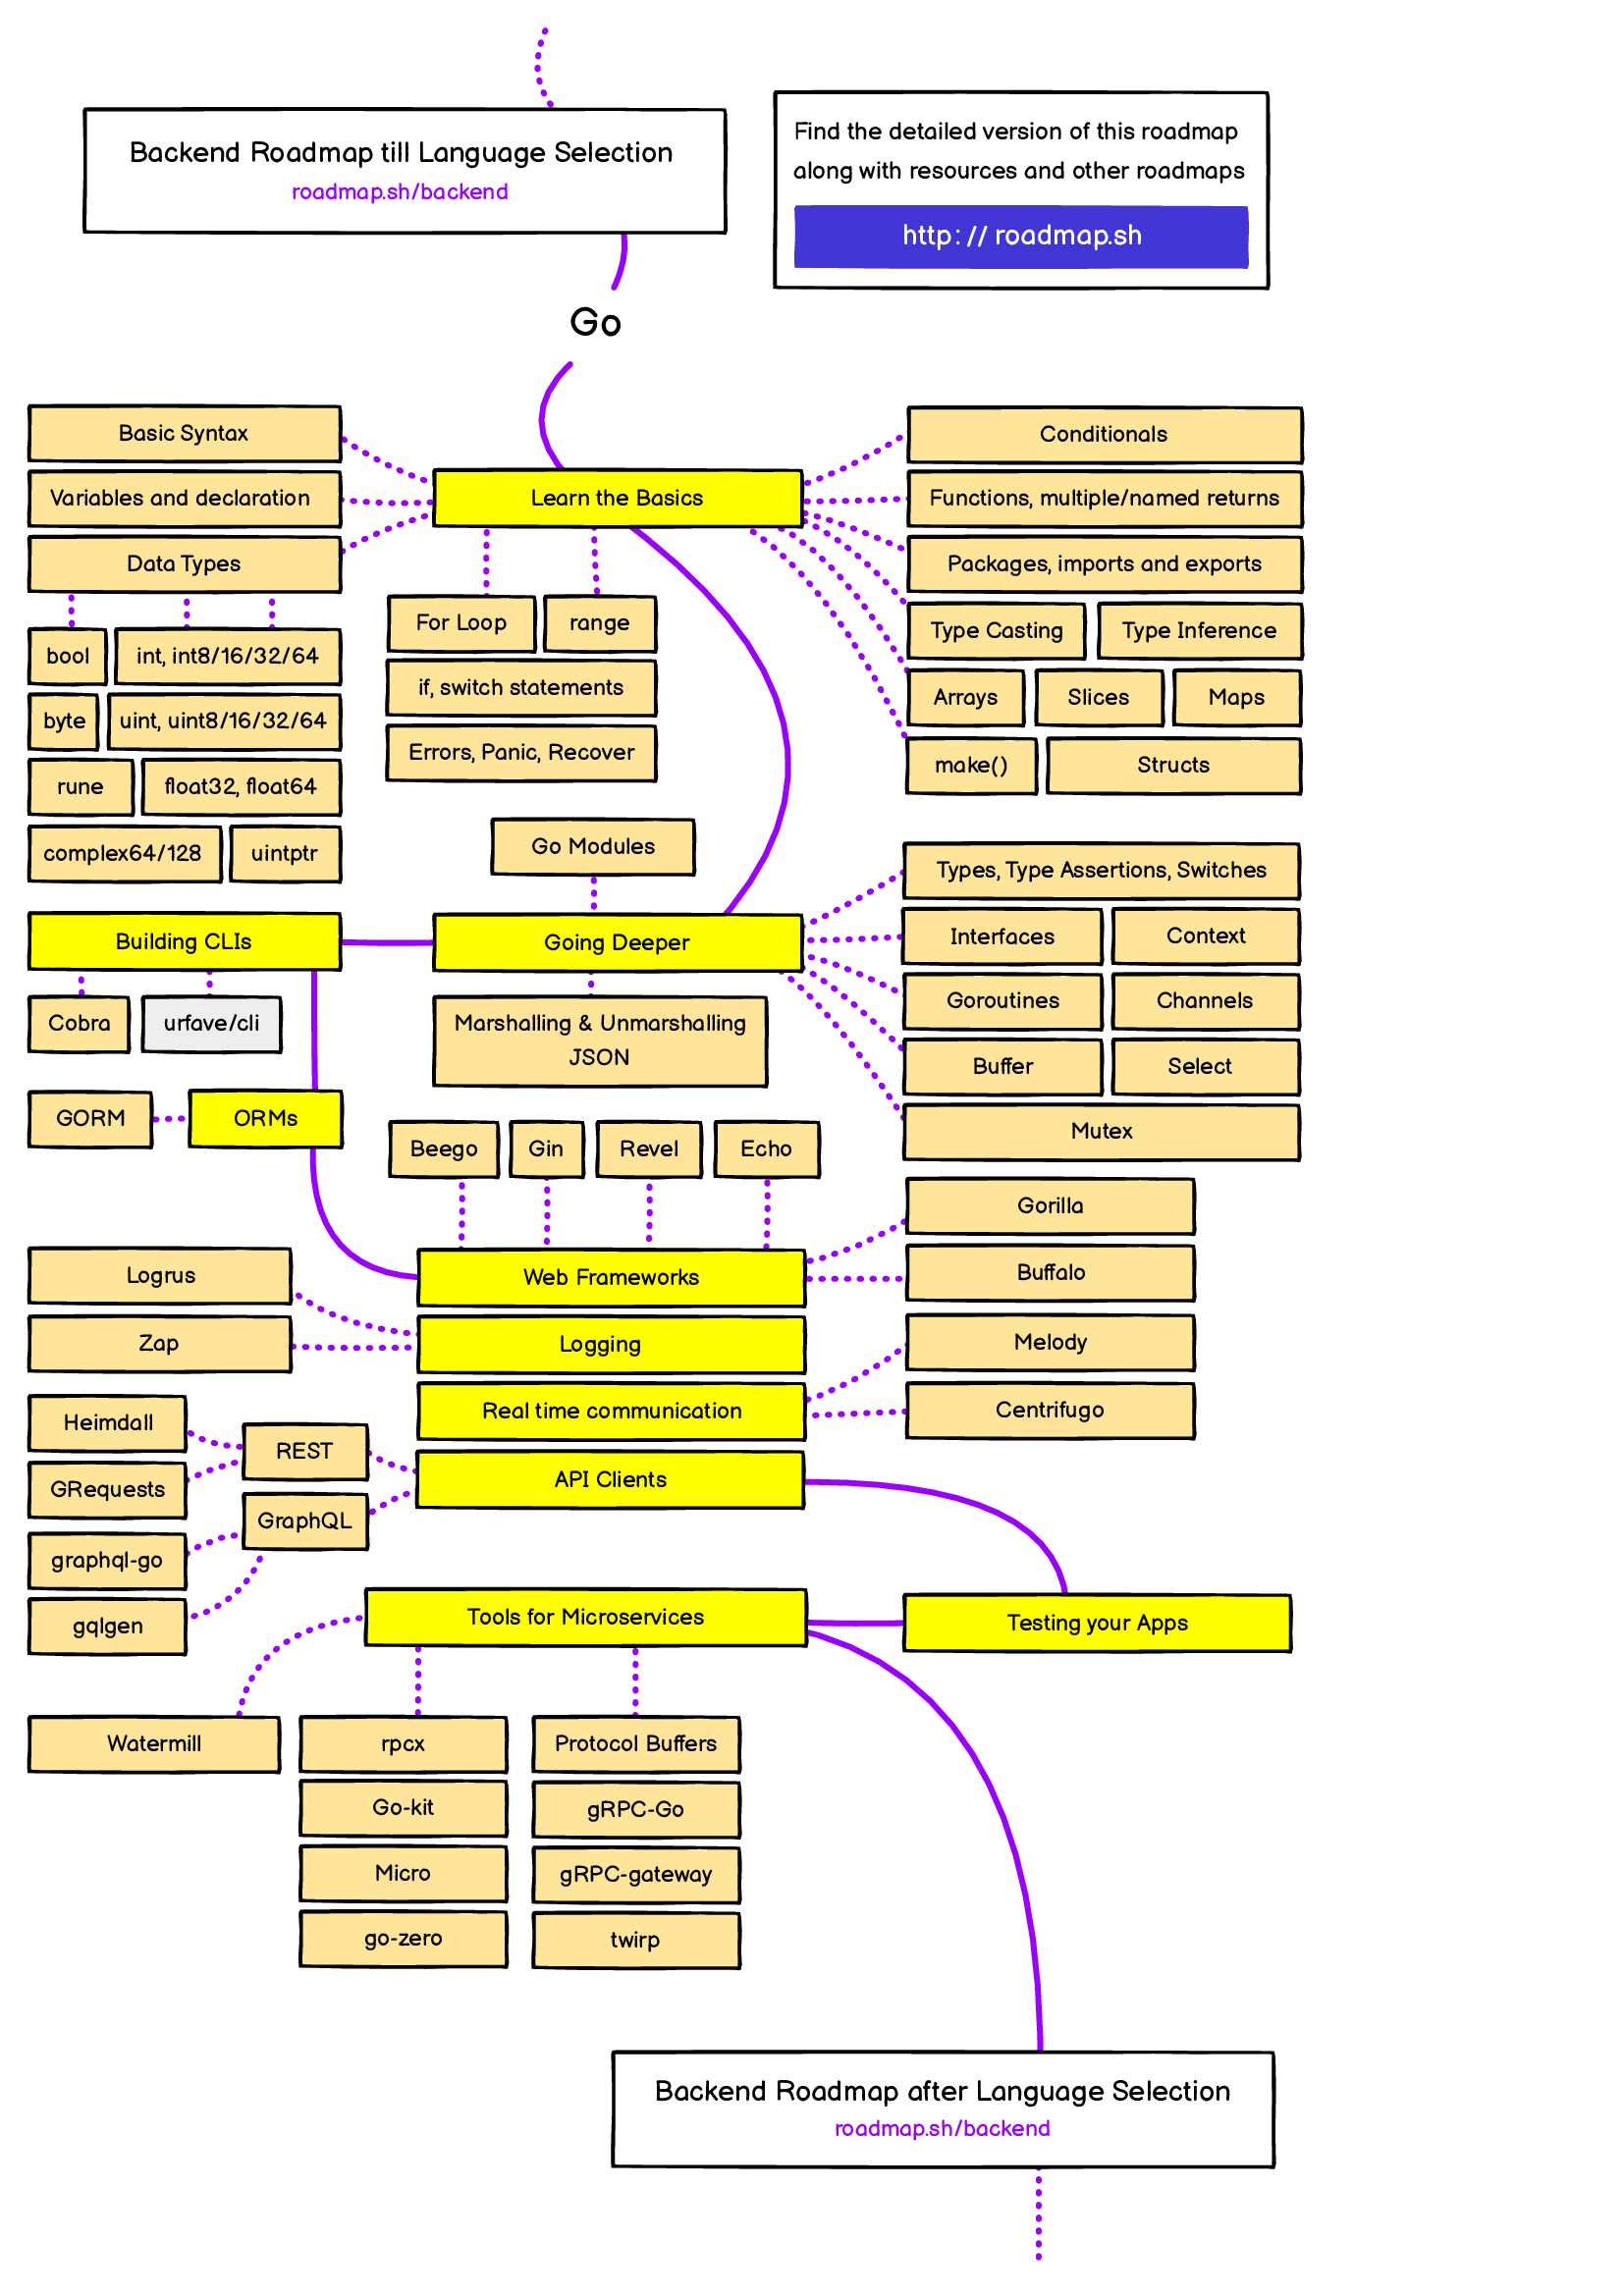 Backend Roadmap till Language Selection
roadmap.sh/backend
Find the detailed version of this roadmap
along with resources and other roadmaps
http: // roadmap.sh
Go
Basic Syntax
Variables and declaration
Data Types
bool
int, int8/16/32/64
byte
uint, uint8/16/32/64
rune
float32, float64
complex64/128
uintptr
Learn the Basics
For Loop
range
if, switch statements
Errors, Panic, Recover
Conditionals
Functions, multiple/named returns
Packages, imports and exports
Type Casting
Type Inference
Arrays
Slices
Maps
make()
Structs
Go Modules
Going Deeper
Marshalling & Unmarshalling
JSON
Types, Type Assertions, Switches
Interfaces
Context
Goroutines
Channels
Buffer
Select
Mutex
Building CLIs
Cobra
urfave/cli
GORM
ORMs
Beego
Gin
Revel
Echo
Web Frameworks
Gorilla
Buffalo
Logrus
Zap
Logging
Real time communication
Melody
Centrifugo
Heimdall
GRequests
REST
GraphQL
graphql-go
gqlgen
API Clients
Tools for Microservices
Testing your Apps
Watermill
rpcx
Go-kit
Micro
go-zero
Protocol Buffers
gRPC-Go
gRPC-gateway
twirp
Backend Roadmap after Language Selection
roadmap.sh/backend